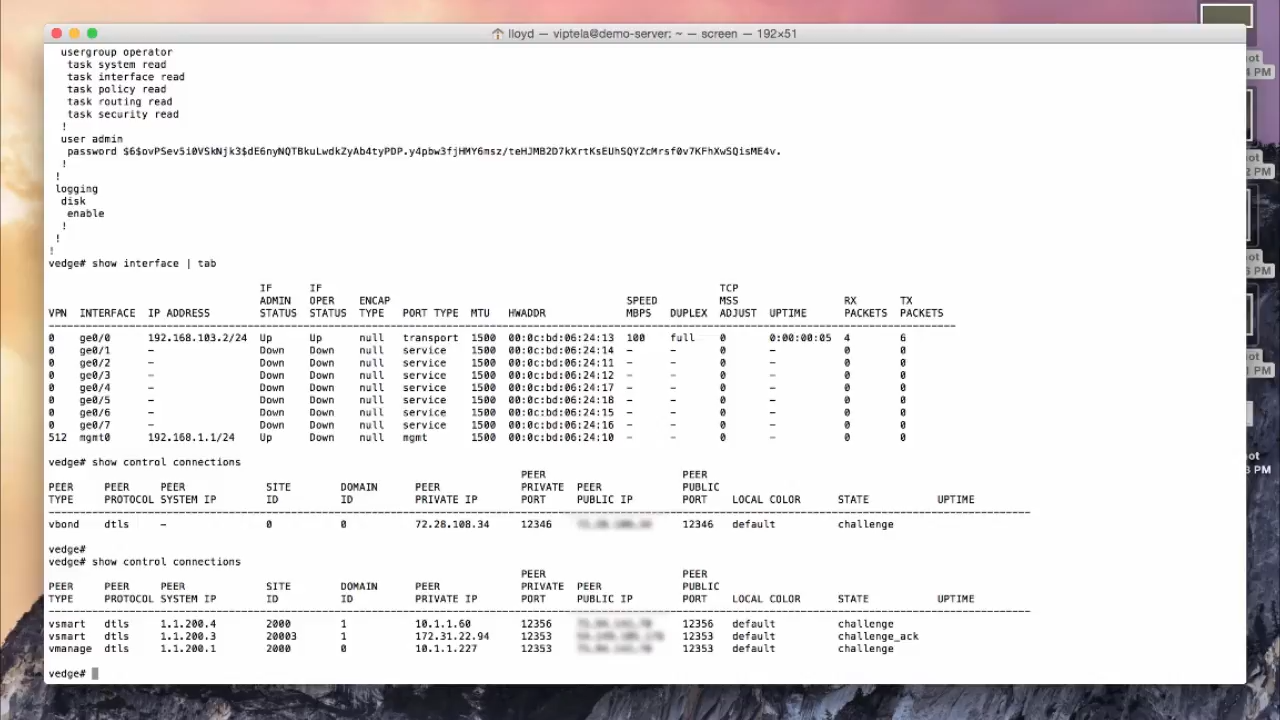 lloyd — viptela@demo-server: ~ — screen — 192×51
usergroup operator
task system read
task interface read
task policy read
task routing read
task security read
!
user admin
password $6$ovPSev5i0VSkNjk3$dE6nyNQTBkuLwdkZyAb4tyPDP.y4pbw3fjHMY6msz/teHJMB2D7kXrtKsEUhSQYZcMrsf0v7KFhXwSQisME4v.
!
!
logging
disk
enable
!
!
!
vedge# show interface | tab
IF IF TCP
ADMIN OPER ENCAP SPEED MSS RX TX
VPN INTERFACE IP ADDRESS STATUS STATUS TYPE PORT TYPE MTU HWADDR MBPS DUPLEX ADJUST UPTIME PACKETS PACKETS
0 ge0/0 192.168.103.2/24 Up Up null transport 1500 00:0c:bd:06:24:13 100 full 0 0:00:00:05 4 6
0 ge0/1 - Down Down null service 1500 00:0c:bd:06:24:14 - - 0 0 0
0 ge0/2 - Down Down null service 1500 00:0c:bd:06:24:11 - - 0 0 0
0 ge0/3 - Down Down null service 1500 00:0c:bd:06:24:12 - - 0 0 0
0 ge0/4 - Down Down null service 1500 00:0c:bd:06:24:17 - - 0 0 0
0 ge0/5 - Down Down null service 1500 00:0c:bd:06:24:18 - - 0 0 0
0 ge0/6 - Down Down null service 1500 00:0c:bd:06:24:15 - - 0 0 0
0 ge0/7 - Down Down null service 1500 00:0c:bd:06:24:16 - - 0 0 0
512 mgmt0 192.168.1.1/24 Up Down null mgmt 1500 00:0c:bd:06:24:10 - - 0 0 0
vedge# show control connections
PEER PEER
PEER PEER PEER SITE DOMAIN PEER PRIVATE PEER PUBLIC
TYPE PROTOCOL SYSTEM IP ID ID PRIVATE IP PORT PUBLIC IP PORT LOCAL COLOR STATE UPTIME
vbond dtls - 0 0 72.28.108.34 12346 12346 default challenge
vedge#
vedge# show control connections
PEER PEER
PEER PEER PEER SITE DOMAIN PEER PRIVATE PEER PUBLIC
TYPE PROTOCOL SYSTEM IP ID ID PRIVATE IP PORT PUBLIC IP PORT LOCAL COLOR STATE UPTIME
vsmart dtls 1.1.200.4 2000 1 10.1.1.60 12356 12356 default challenge
vsmart dtls 1.1.200.3 20003 1 172.31.22.94 12353 12353 default challenge_ack
vmanage dtls 1.1.200.1 2000 0 10.1.1.227 12353 12353 default challenge
vedge#
ot
4 PM
ot
2 PM
ot
5 PM
ot
1 PM
ot
3 PM